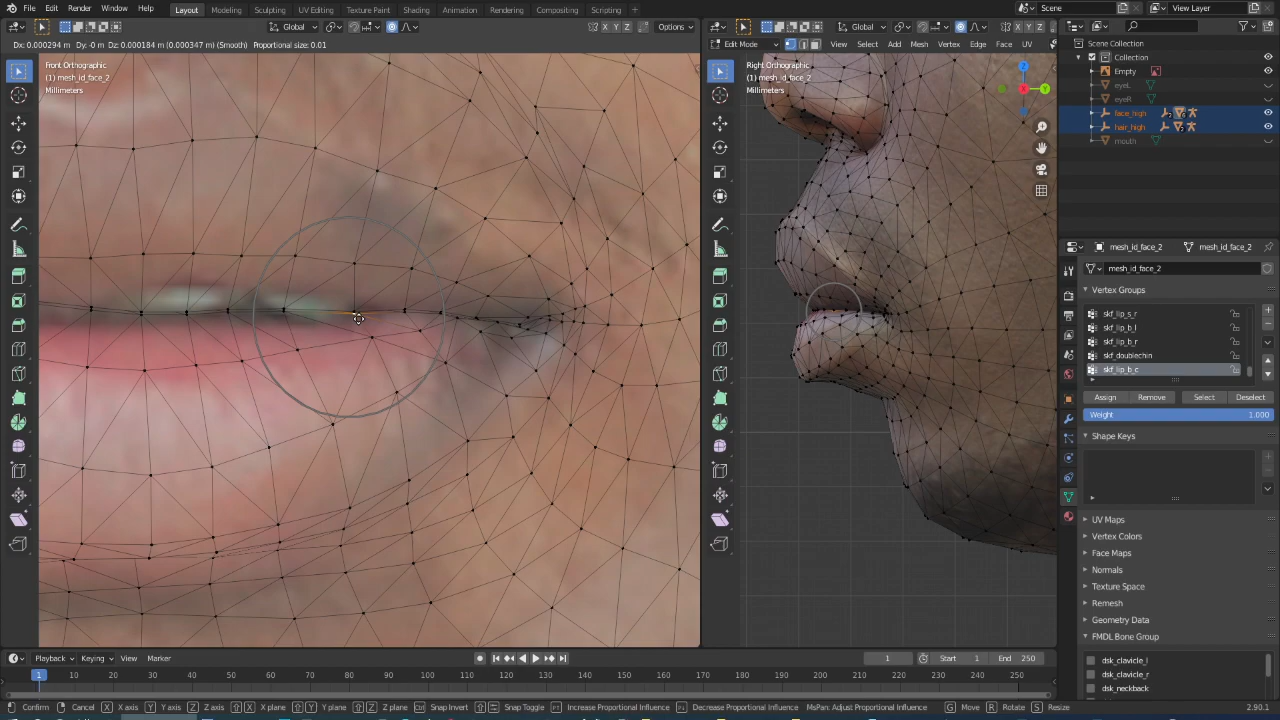 File Edit Render Window Help Layout Modeling Sculpting UV Editing Texture Paint Shading Animation Rendering Compositing Scripting + Scene View Layer
Global Options Global
Dx: 0.000294 m Dy: -0 m Dz: 0.000184 m (0.000347 m) (Smooth) Proportional size: 0.01
Edit Mode View Select Add Mesh Vertex Edge Face UV
X Y Z
Front Orthographic
(1) mesh_id_face_2
Millimeters
Right Orthographic
(1) mesh_id_face_2
Millimeters
Z
X
Y
Scene Collection
Collection
Empty
eyeL
eyeR
face_high
hair_high
mouth
mesh_id_face_2 mesh_id_face_2
mesh_id_face_2
Vertex Groups
skf_lip_s_r
skf_lip_b_l
skf_lip_b_r
skf_doublechin
skf_lip_b_c
Assign Remove Select Deselect
Weight 1.000
Shape Keys
UV Maps
Vertex Colors
Face Maps
Normals
Texture Space
Remesh
Geometry Data
FMDL Bone Group
dsk_clavicle_l
dsk_clavicle_r
dsk_neckback
Playback Keying View Marker 1 Start 1 End 250
1 10 20 30 40 50 60 70 80 90 100 110 120 130 140 150 160 170 180 190 200 210 220 230 240 250
Confirm Cancel X X axis Y Y axis Z Z axis X X plane Y Y plane Z Z plane Snap Invert Snap Toggle Increase Proportional Influence Decrease Proportional Influence MsPan: Adjust Proportional Influence G Move R Rotate S Resize 2.90.1